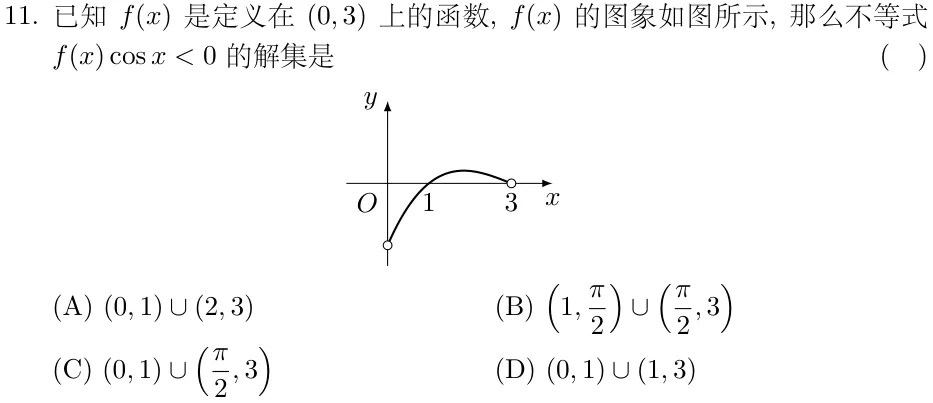 11. 已知 f(x) 是定义在 (0,3) 上的函数, f(x) 的图象如图所示, 那么不等式
f(x) cos x < 0 的解集是 ( )
y
O 1 3 x
(A) (0,1) ∪ (2,3) (B) (1, π/2) ∪ (π/2, 3)
(C) (0,1) ∪ (π/2, 3) (D) (0,1) ∪ (1,3)